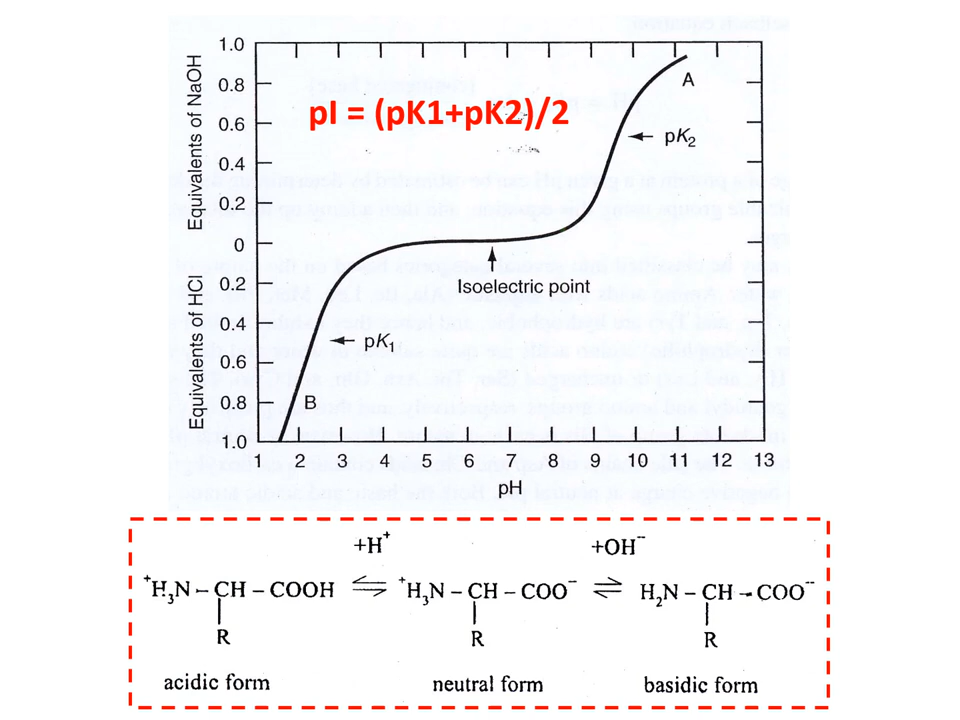 pI = (pK1+pK2)/2
Equivalents of NaOH
1.0
0.8
0.6
0.4
0.2
0
Equivalents of HCl
0.2
0.4
0.6
0.8
1.0
A
pK₂
Isoelectric point
pK₁
B
1 2 3 4 5 6 7 8 9 10 11 12 13
pH
+H⁺ +OH⁻
⁺H₃N – CH – COOH ⇌ ⁺H₃N – CH – COO⁻ ⇌ H₂N – CH – COO⁻
R R R
acidic form neutral form basidic form